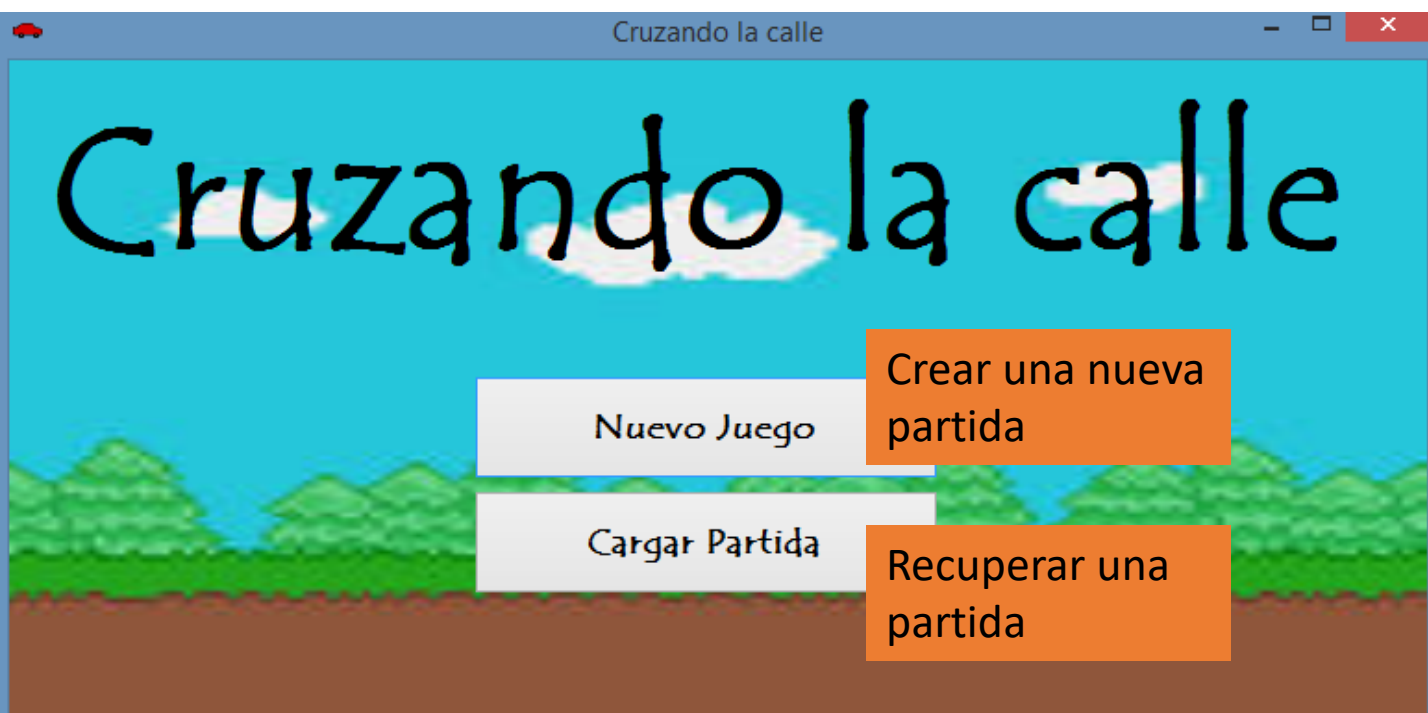 Cruzando la calle
Cruzando la calle
Nuevo Juego
Crear una nueva
partida
Cargar Partida
Recuperar una
partida